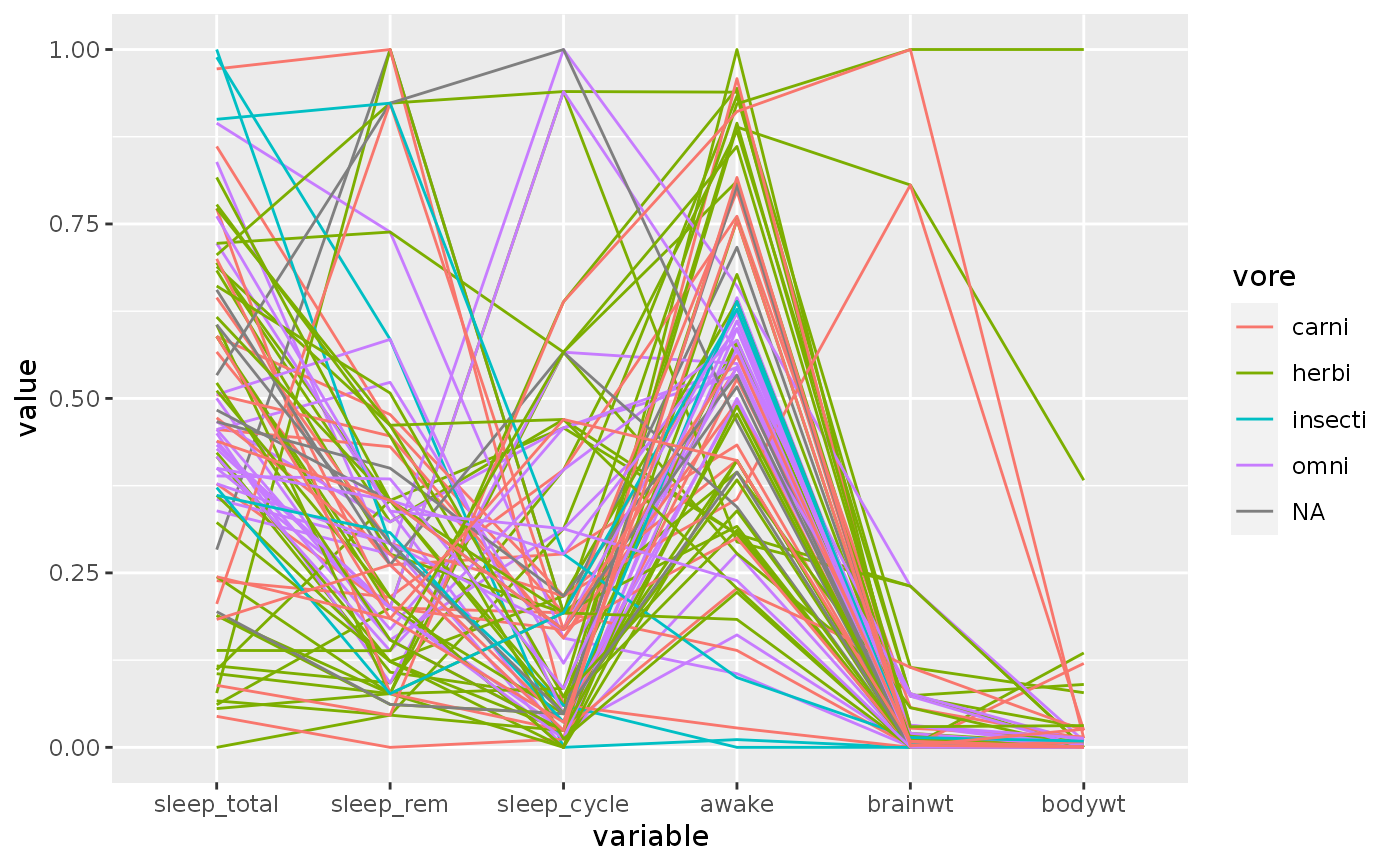 1.00
0.75
0.50
0.25
0.00
value
sleep_total sleep_rem sleep_cycle awake brainwt bodywt
variable
vore
carni
herbi
insecti
omni
NA